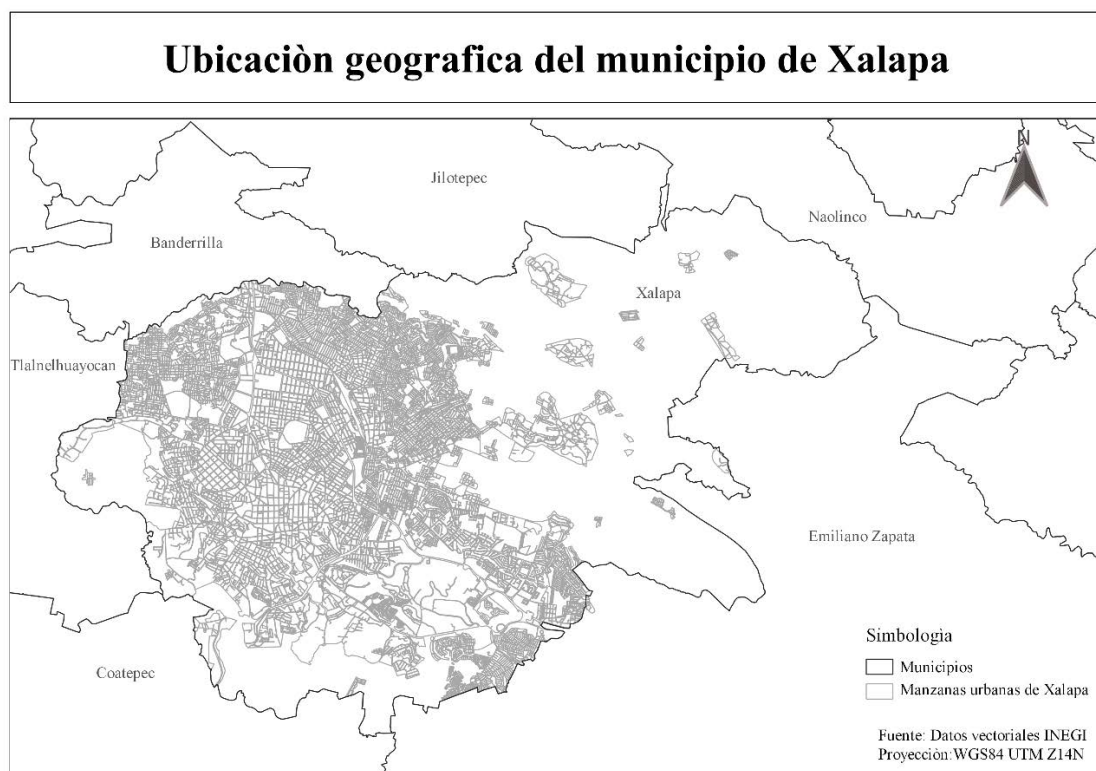 Ubicaciòn geografica del municipio de Xalapa
N
Jilotepec
Naolinco
Banderrilla
Xalapa
Tlalnelhuayocan
Emiliano Zapata
Coatepec
Simbologìa
Municipios
Manzanas urbanas de Xalapa
Fuente: Datos vectoriales INEGI
Proyección:WGS84 UTM Z14N